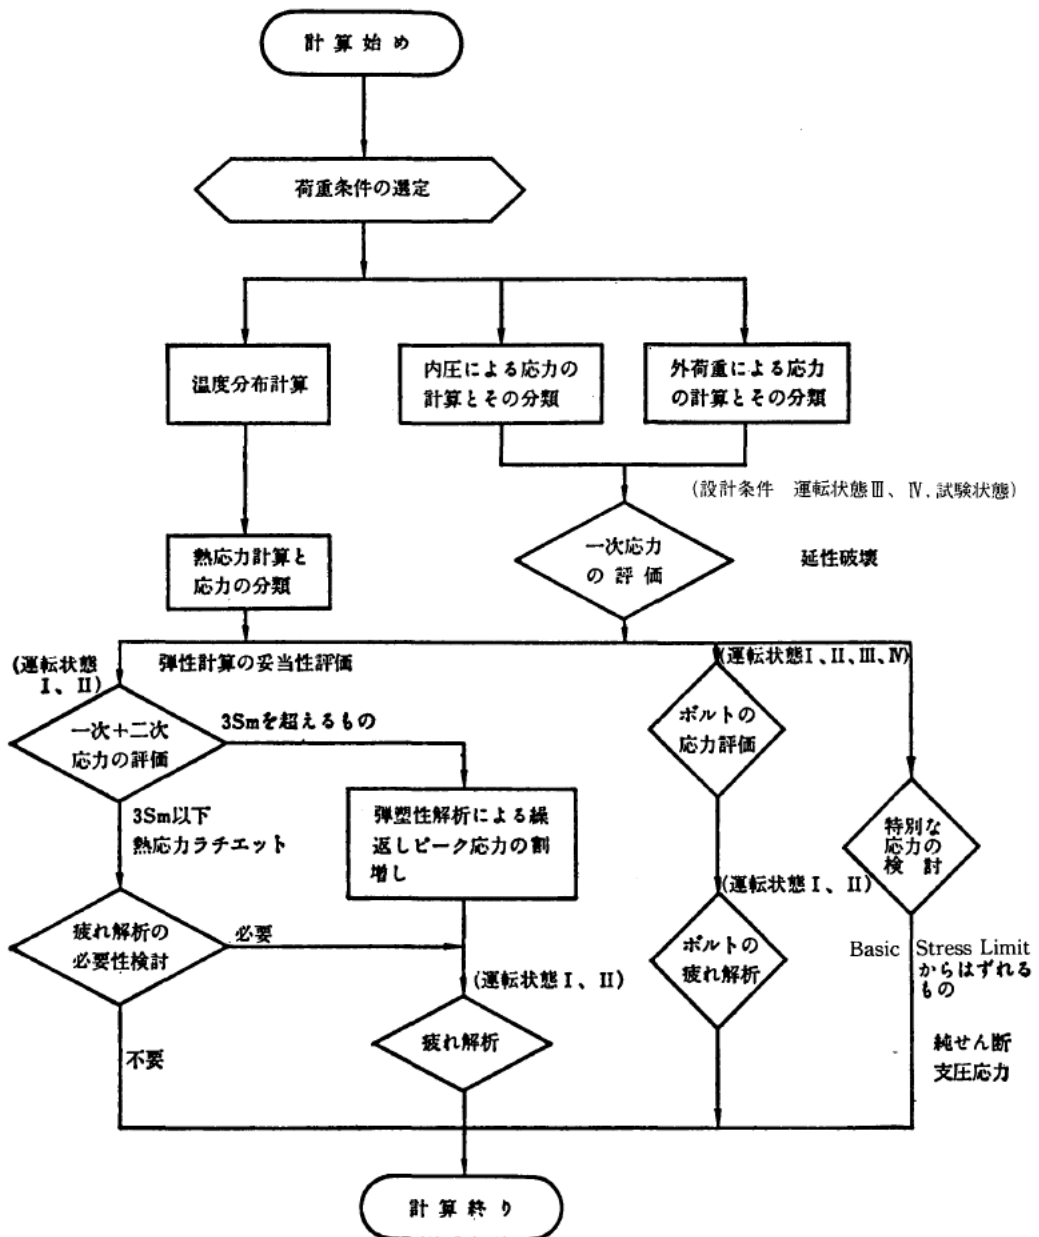 計算始め
荷重条件の選定
温度分布計算
内圧による応力の
計算とその分類
外荷重による応力
の計算とその分類
(設計条件 運転状態Ⅲ、Ⅳ,試験状態)
熱応力計算と
応力の分類
一次応力
の評価
延性破壊
(運転状態
Ⅰ、Ⅱ)
弾性計算の妥当性評価
(運転状態Ⅰ、Ⅱ、Ⅲ、Ⅳ)
一次+二次
応力の評価
3Smを超えるもの
ボルトの
応力評価
3Sm以下
熱応力ラチエット
弾塑性解析による繰
返しピーク応力の割
増し
特別な
応力の
検討
(運転状態Ⅰ、Ⅱ)
疲れ解析の
必要性検討
必要
ボルトの
疲れ解析
Basic Stress Limit
からはずれる
もの
(運転状態Ⅰ、Ⅱ)
疲れ解析
不要
純せん断
支圧応力
計算終り